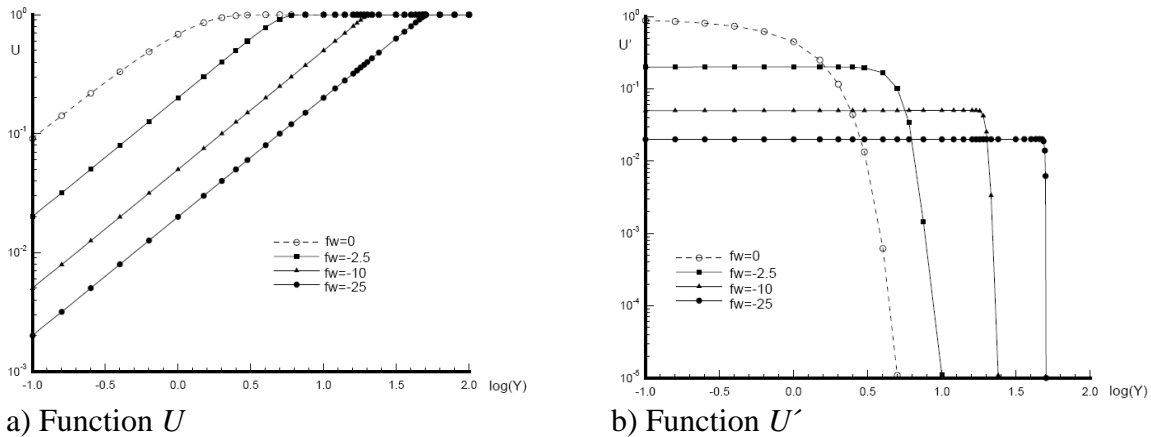 10⁰
U
10⁻¹
10⁻²
10⁻³
-1.0 -0.5 0.0 0.5 1.0 1.5 2.0 log(Y)
fw=0
fw=-2.5
fw=-10
fw=-25
a) Function U
10⁰
U'
10⁻¹
10⁻²
10⁻³
10⁻⁴
10⁻⁵
-1.0 -0.5 0.0 0.5 1.0 1.5 2.0 log(Y)
fw=0
fw=-2.5
fw=-10
fw=-25
b) Function U´